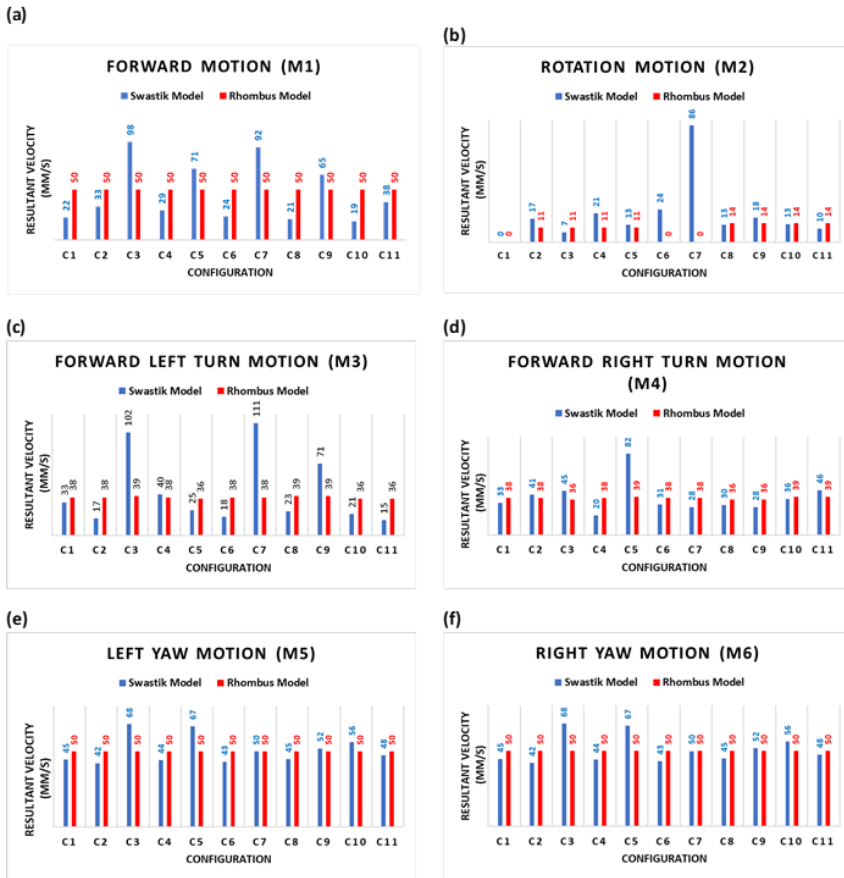 (a)
FORWARD MOTION (M1)
Swastik Model Rhombus Model
RESULTANT VELOCITY
(MM/S)
22 50 33 50 98 50 29 50 71 50 24 50 92 50 21 50 65 50 19 50 38 50
C1 C2 C3 C4 C5 C6 C7 C8 C9 C10 C11
CONFIGURATION
(b)
ROTATION MOTION (M2)
Swastik Model Rhombus Model
RESULTANT VELOCITY
(MM/S)
0 0 17 11 7 11 21 11 13 11 24 0 86 0 13 14 18 14 13 14 10 14
C1 C2 C3 C4 C5 C6 C7 C8 C9 C10 C11
CONFIGURATION
(c)
FORWARD LEFT TURN MOTION (M3)
Swastik Model Rhombus Model
RESULTANT VELOCITY
(MM/S)
33 38 17 38 102 39 40 38 25 36 18 38 111 38 23 39 71 39 21 36 15 36
C1 C2 C3 C4 C5 C6 C7 C8 C9 C10 C11
CONFIGURATION
(d)
FORWARD RIGHT TURN MOTION
(M4)
Swastik Model Rhombus Model
RESULTANT VELOCITY
(MM/S)
33 38 41 38 45 36 20 38 82 39 31 38 28 38 30 36 28 36 36 39 46 39
C1 C2 C3 C4 C5 C6 C7 C8 C9 C10 C11
CONFIGURATION
(e)
LEFT YAW MOTION (M5)
Swastik Model Rhombus Model
RESULTANT VELOCITY
(MM/S)
45 50 42 50 68 50 44 50 67 50 43 50 50 50 45 50 52 50 56 50 48 50
C1 C2 C3 C4 C5 C6 C7 C8 C9 C10 C11
CONFIGURATION
(f)
RIGHT YAW MOTION (M6)
Swastik Model Rhombus Model
RESULTANT VELOCITY
(MM/S)
45 50 42 50 68 50 44 50 67 50 43 50 50 50 45 50 52 50 56 50 48 50
C1 C2 C3 C4 C5 C6 C7 C8 C9 C10 C11
CONFIGURATION